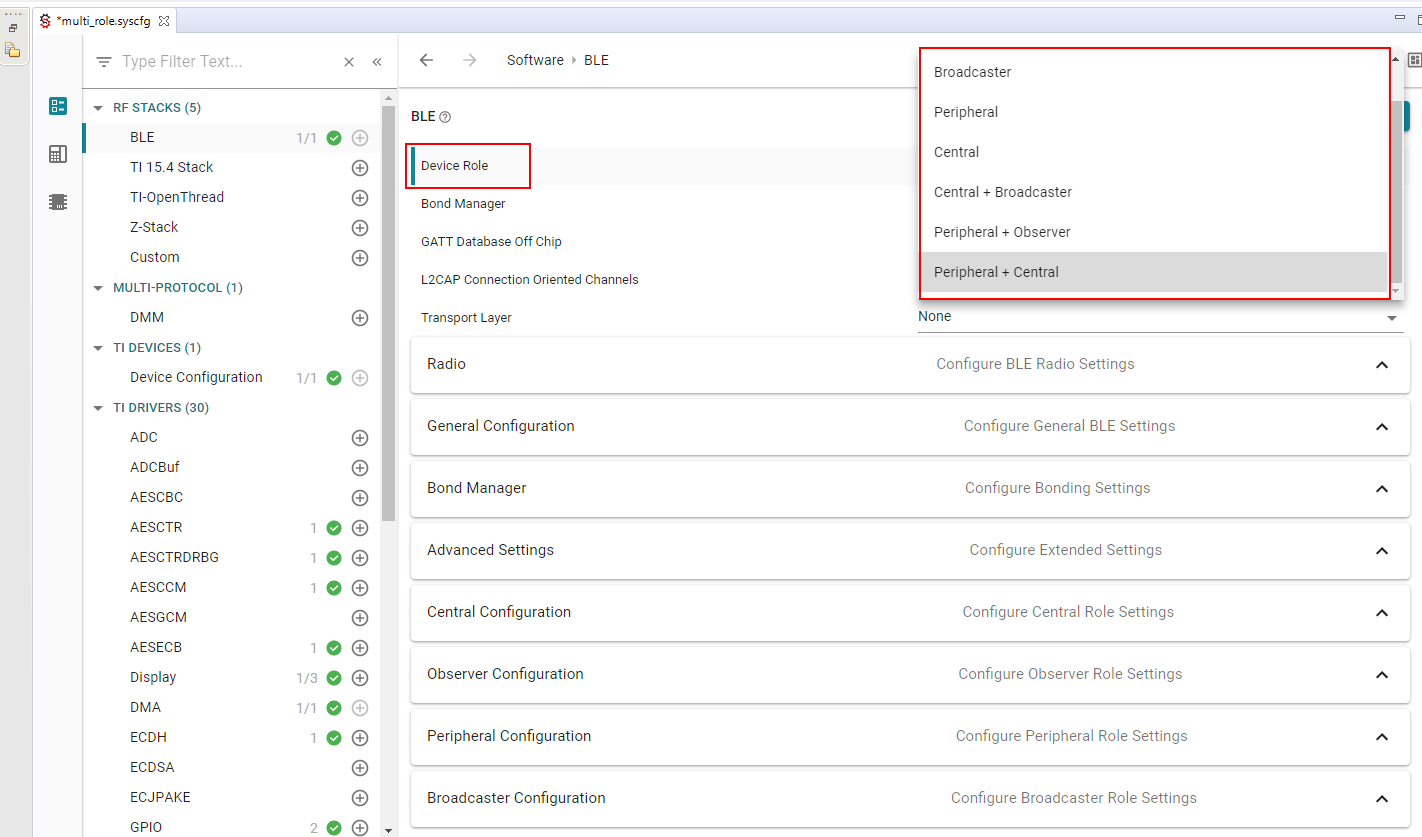 *multi_role.syscfg
Type Filter Text...
RF STACKS (5)
BLE 1/1
TI 15.4 Stack
TI-OpenThread
Z-Stack
Custom
MULTI-PROTOCOL (1)
DMM
TI DEVICES (1)
Device Configuration 1/1
TI DRIVERS (30)
ADC
ADCBuf
AESCBC
AESCTR 1
AESCTRDRBG 1
AESCCM 1
AESGCM
AESECB 1
Display 1/3
DMA 1/1
ECDH 1
ECDSA
ECJPAKE
GPIO 2
Software BLE
BLE
Device Role
Bond Manager
GATT Database Off Chip
L2CAP Connection Oriented Channels
Transport Layer None
Broadcaster
Peripheral
Central
Central + Broadcaster
Peripheral + Observer
Peripheral + Central
Radio Configure BLE Radio Settings
General Configuration Configure General BLE Settings
Bond Manager Configure Bonding Settings
Advanced Settings Configure Extended Settings
Central Configuration Configure Central Role Settings
Observer Configuration Configure Observer Role Settings
Peripheral Configuration Configure Peripheral Role Settings
Broadcaster Configuration Configure Broadcaster Role Settings